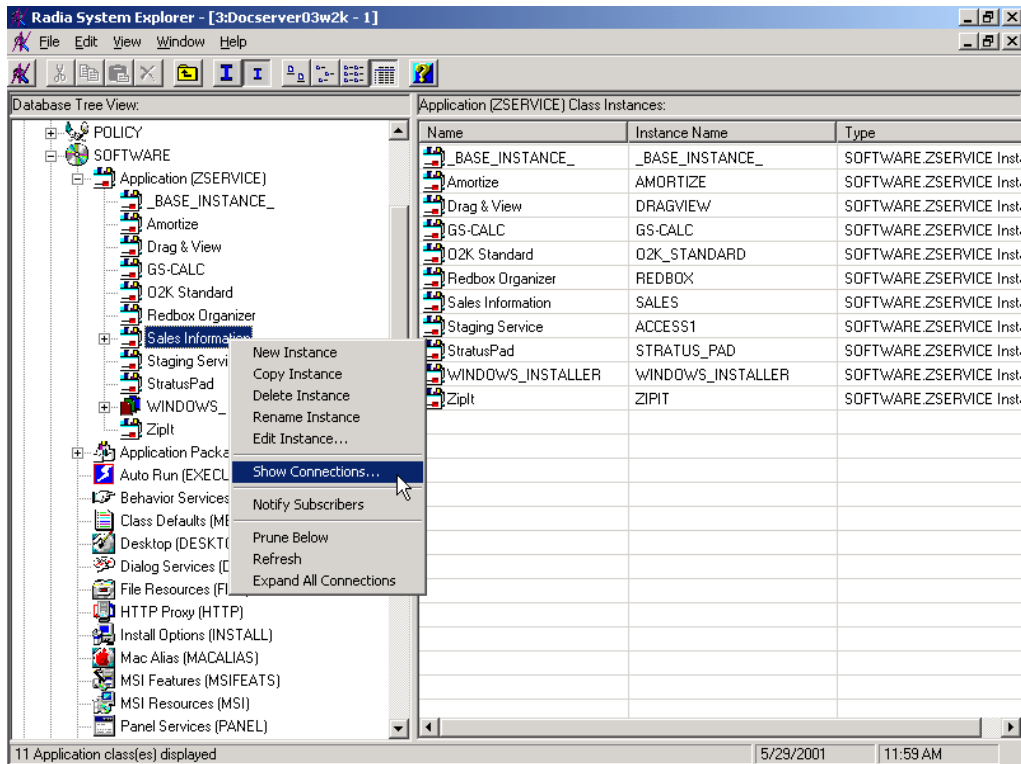 Radia System Explorer - [3:Docserver03w2k - 1]
File Edit View Window Help
Database Tree View:
Application (ZSERVICE) Class Instances:
POLICY
SOFTWARE
Application (ZSERVICE)
_BASE_INSTANCE_
Amortize
Drag & View
GS-CALC
O2K Standard
Redbox Organizer
Sales Information
Staging Servi
StratusPad
WINDOWS_
ZipIt
Application Packa
Auto Run (EXECU
Behavior Services
Class Defaults (ME
Desktop (DESKTO
Dialog Services (D
File Resources (FI
HTTP Proxy (HTTP)
Install Options (INSTALL)
Mac Alias (MACALIAS)
MSI Features (MSIFEATS)
MSI Resources (MSI)
Panel Services (PANEL)
New Instance
Copy Instance
Delete Instance
Rename Instance
Edit Instance...
Show Connections...
Notify Subscribers
Prune Below
Refresh
Expand All Connections
Name Instance Name Type
_BASE_INSTANCE_ _BASE_INSTANCE_ SOFTWARE.ZSERVICE Inst
Amortize AMORTIZE SOFTWARE.ZSERVICE Inst
Drag & View DRAGVIEW SOFTWARE.ZSERVICE Inst
GS-CALC GS-CALC SOFTWARE.ZSERVICE Inst
O2K Standard O2K_STANDARD SOFTWARE.ZSERVICE Inst
Redbox Organizer REDBOX SOFTWARE.ZSERVICE Inst
Sales Information SALES SOFTWARE.ZSERVICE Inst
Staging Service ACCESS1 SOFTWARE.ZSERVICE Inst
StratusPad STRATUS_PAD SOFTWARE.ZSERVICE Inst
WINDOWS_INSTALLER WINDOWS_INSTALLER SOFTWARE.ZSERVICE Inst
ZipIt ZIPIT SOFTWARE.ZSERVICE Inst
11 Application class(es) displayed 5/29/2001 11:59 AM